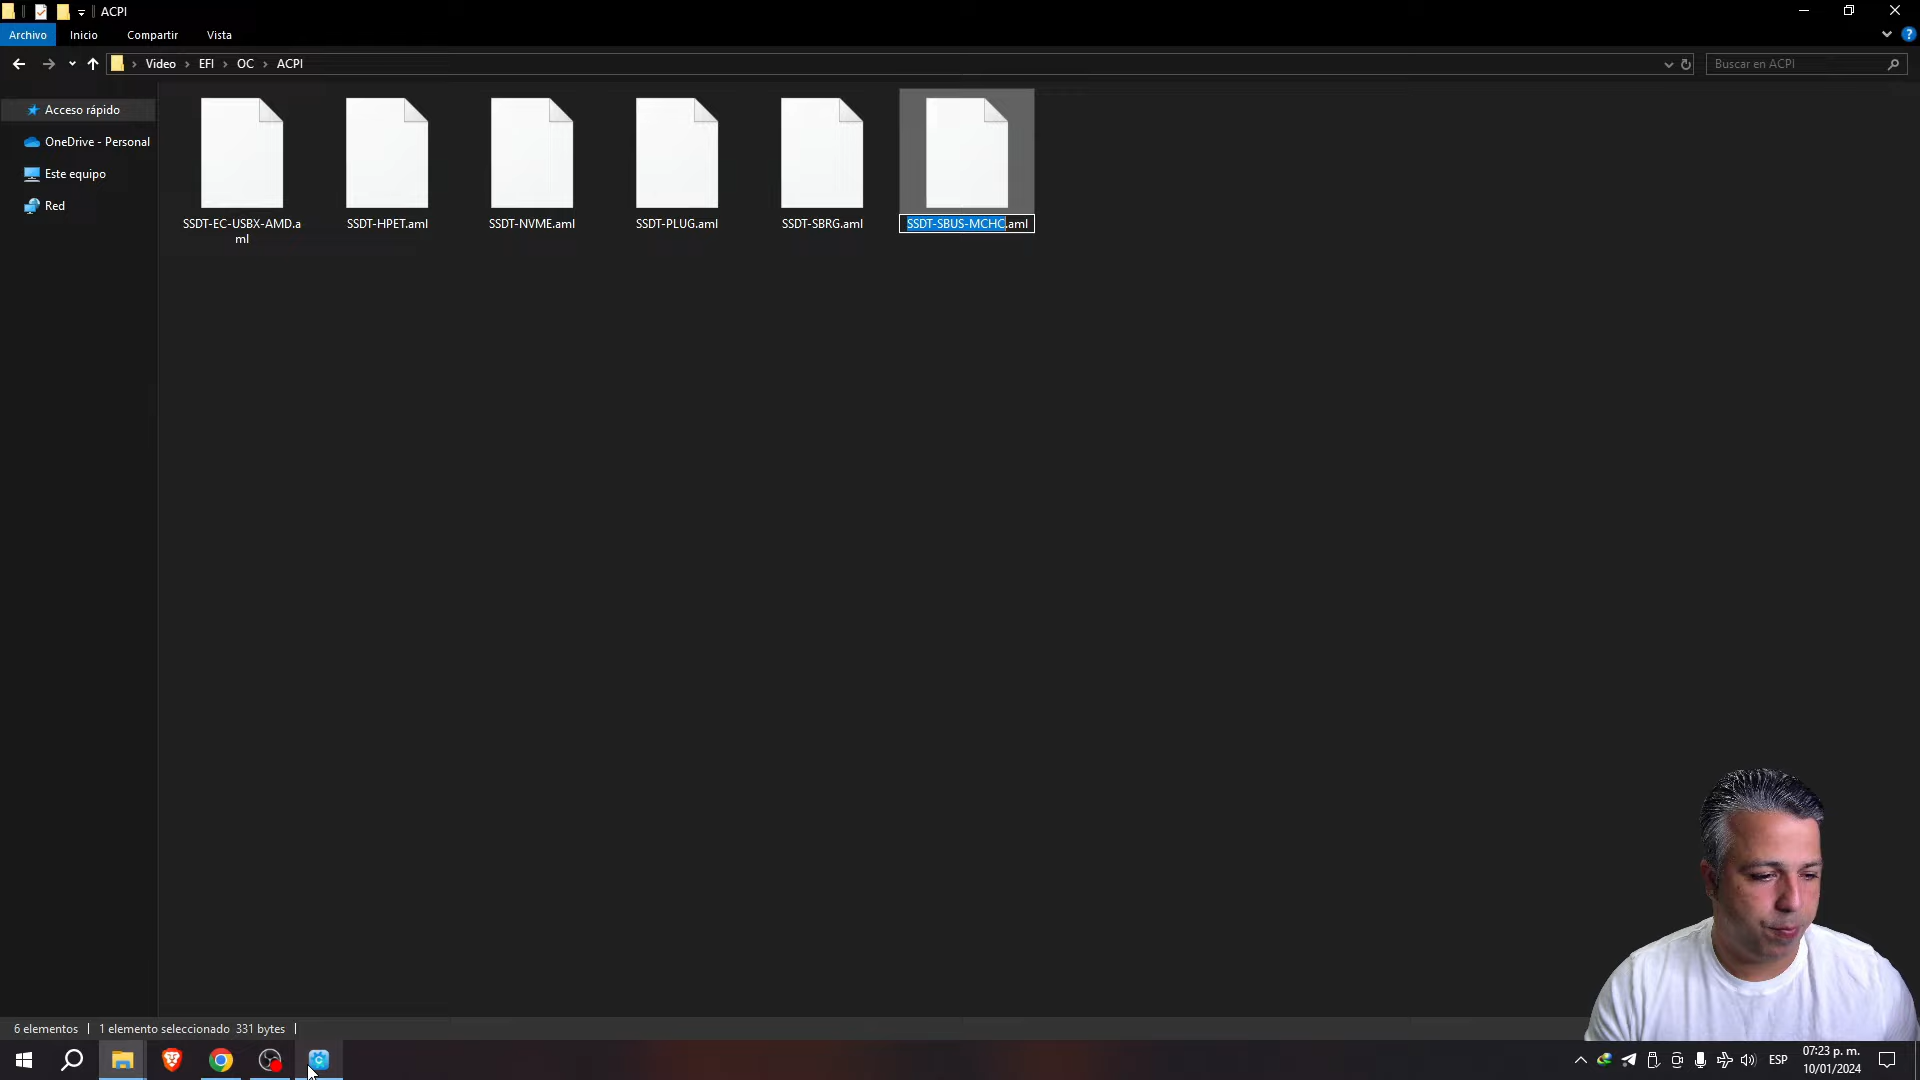 ACPI
Archivo Inicio Compartir Vista
Video EFI OC ACPI
Buscar en ACPI
Acceso rápido
OneDrive - Personal
Este equipo
Red
SSDT-EC-USBX-AMD.a
ml
SSDT-HPET.aml
SSDT-NVME.aml
SSDT-PLUG.aml
SSDT-SBRG.aml
SSDT-SBUS-MCHC.aml
6 elementos 1 elemento seleccionado 331 bytes
ESP
07:23 p. m.
10/01/2024